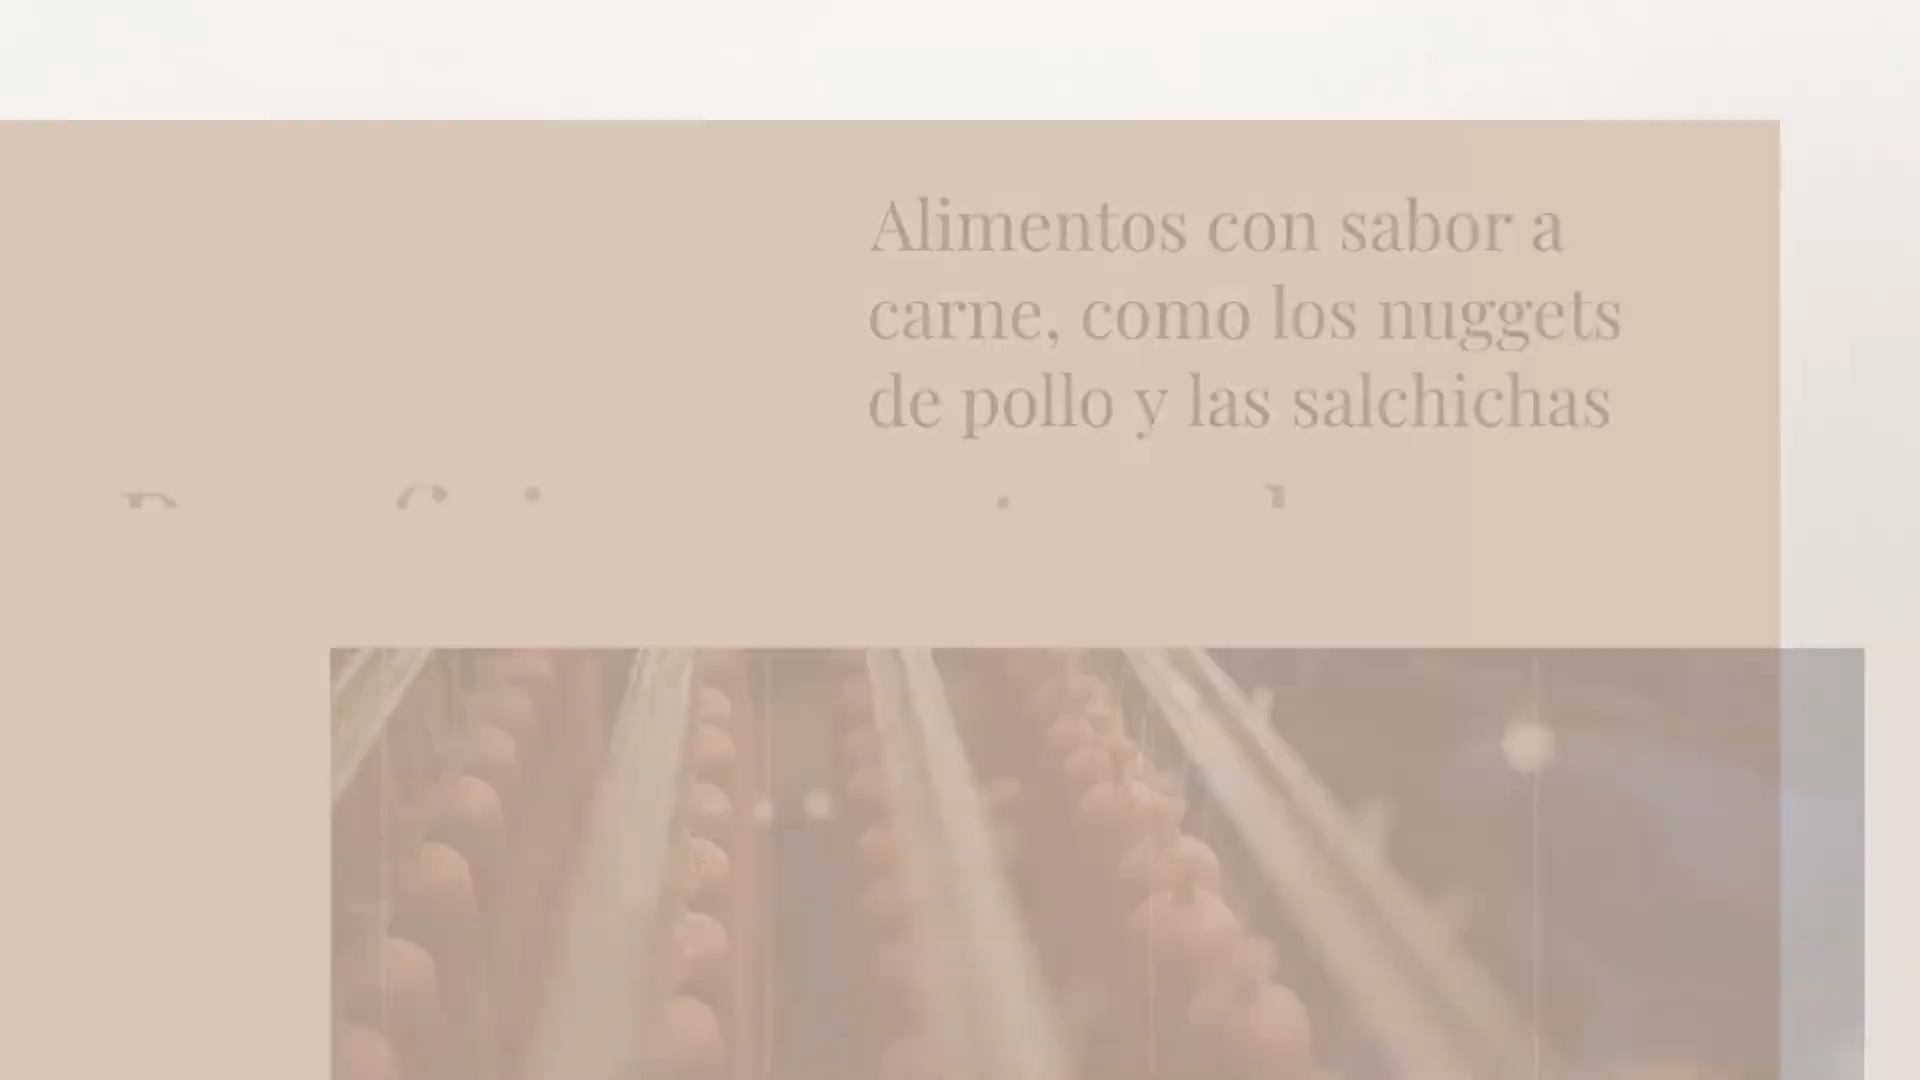 Alimentos con sabor a
carne, como los nuggets
de pollo y las salchichas